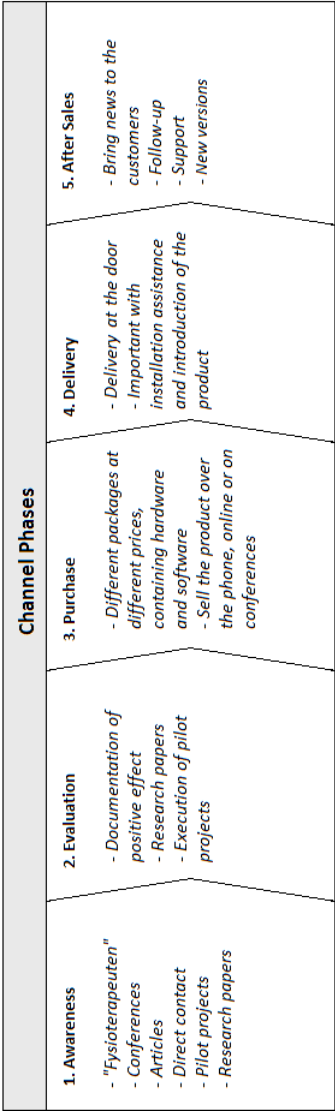 Channel Phases
1. Awareness
- "Fysioterapeuten"
- Conferences
- Articles
- Direct contact
- Pilot projects
- Research papers
2. Evaluation
- Documentation of
positive effect
- Research papers
- Execution of pilot
projects
3. Purchase
- Different packages at
different prices,
containing hardware
and software
- Sell the product over
the phone, online or on
conferences
4. Delivery
- Delivery at the door
- Important with
installation assistance
and introduction of the
product
5. After Sales
- Bring news to the
customers
- Follow-up
- Support
- New versions